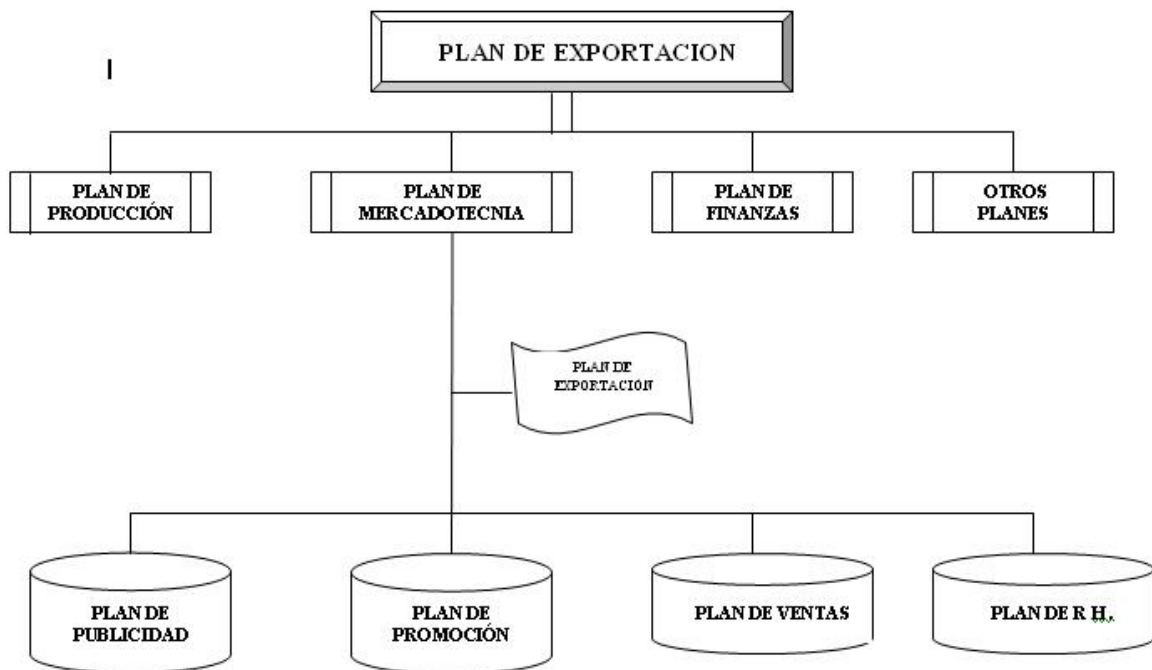 PLAN DE EXPORTACION
PLAN DE
PRODUCCIÓN
PLAN DE
MERCADOTECNIA
PLAN DE
FINANZAS
OTROS
PLANES
PLAN DE
EXPORTACIÓN
PLAN DE
PUBLICIDAD
PLAN DE
PROMOCIÓN
PLAN DE VENTAS
PLAN DE R H.